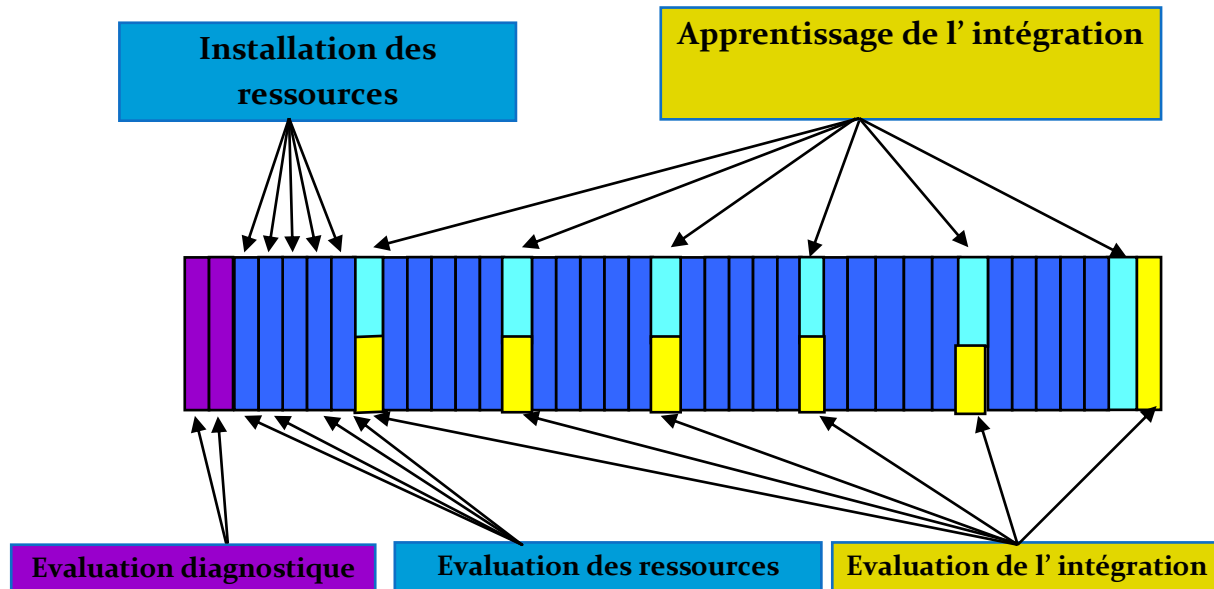 Installation des
ressources
Apprentissage de l’ intégration
Evaluation diagnostique
Evaluation des ressources
Evaluation de l’ intégration